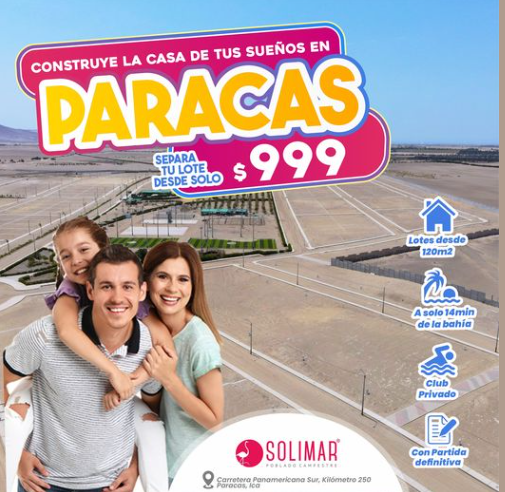 CONSTRUYE LA CASA DE TUS SUEÑOS EN
PARACAS
SEPARA
TU LOTE
DESDE SOLO
$999
Lotes desde
120m2
A solo 14min
de la bahía
Club
Privado
Con Partida
definitiva
SOLIMAR
POBLADO CAMPESTRE
Carretera Panamericana Sur, Kilómetro 250
Paracas, Ica